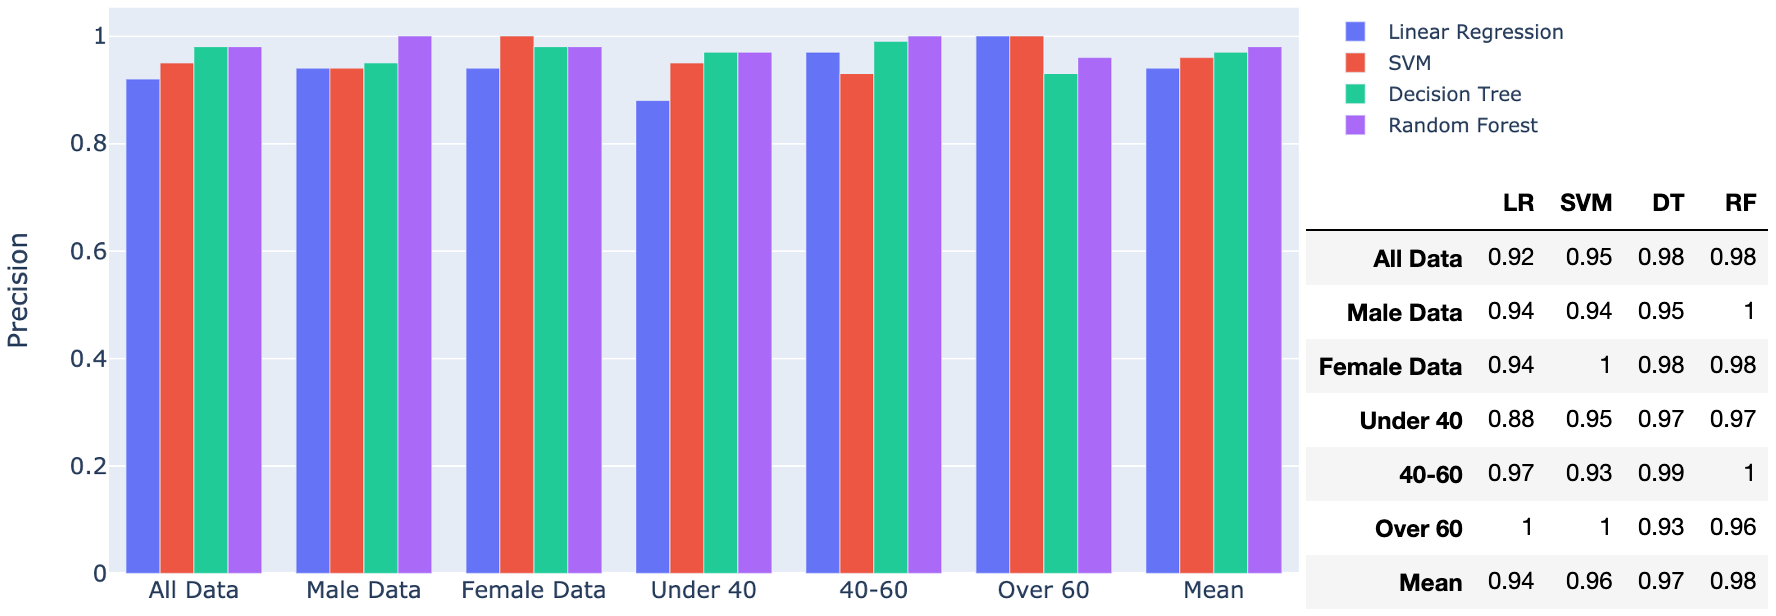 Precision
1
0.8
0.6
0.4
0.2
0
All Data Male Data Female Data Under 40 40-60 Over 60 Mean
Linear Regression
SVM
Decision Tree
Random Forest
LR SVM DT RF
All Data 0.92 0.95 0.98 0.98
Male Data 0.94 0.94 0.95 1
Female Data 0.94 1 0.98 0.98
Under 40 0.88 0.95 0.97 0.97
40-60 0.97 0.93 0.99 1
Over 60 1 1 0.93 0.96
Mean 0.94 0.96 0.97 0.98